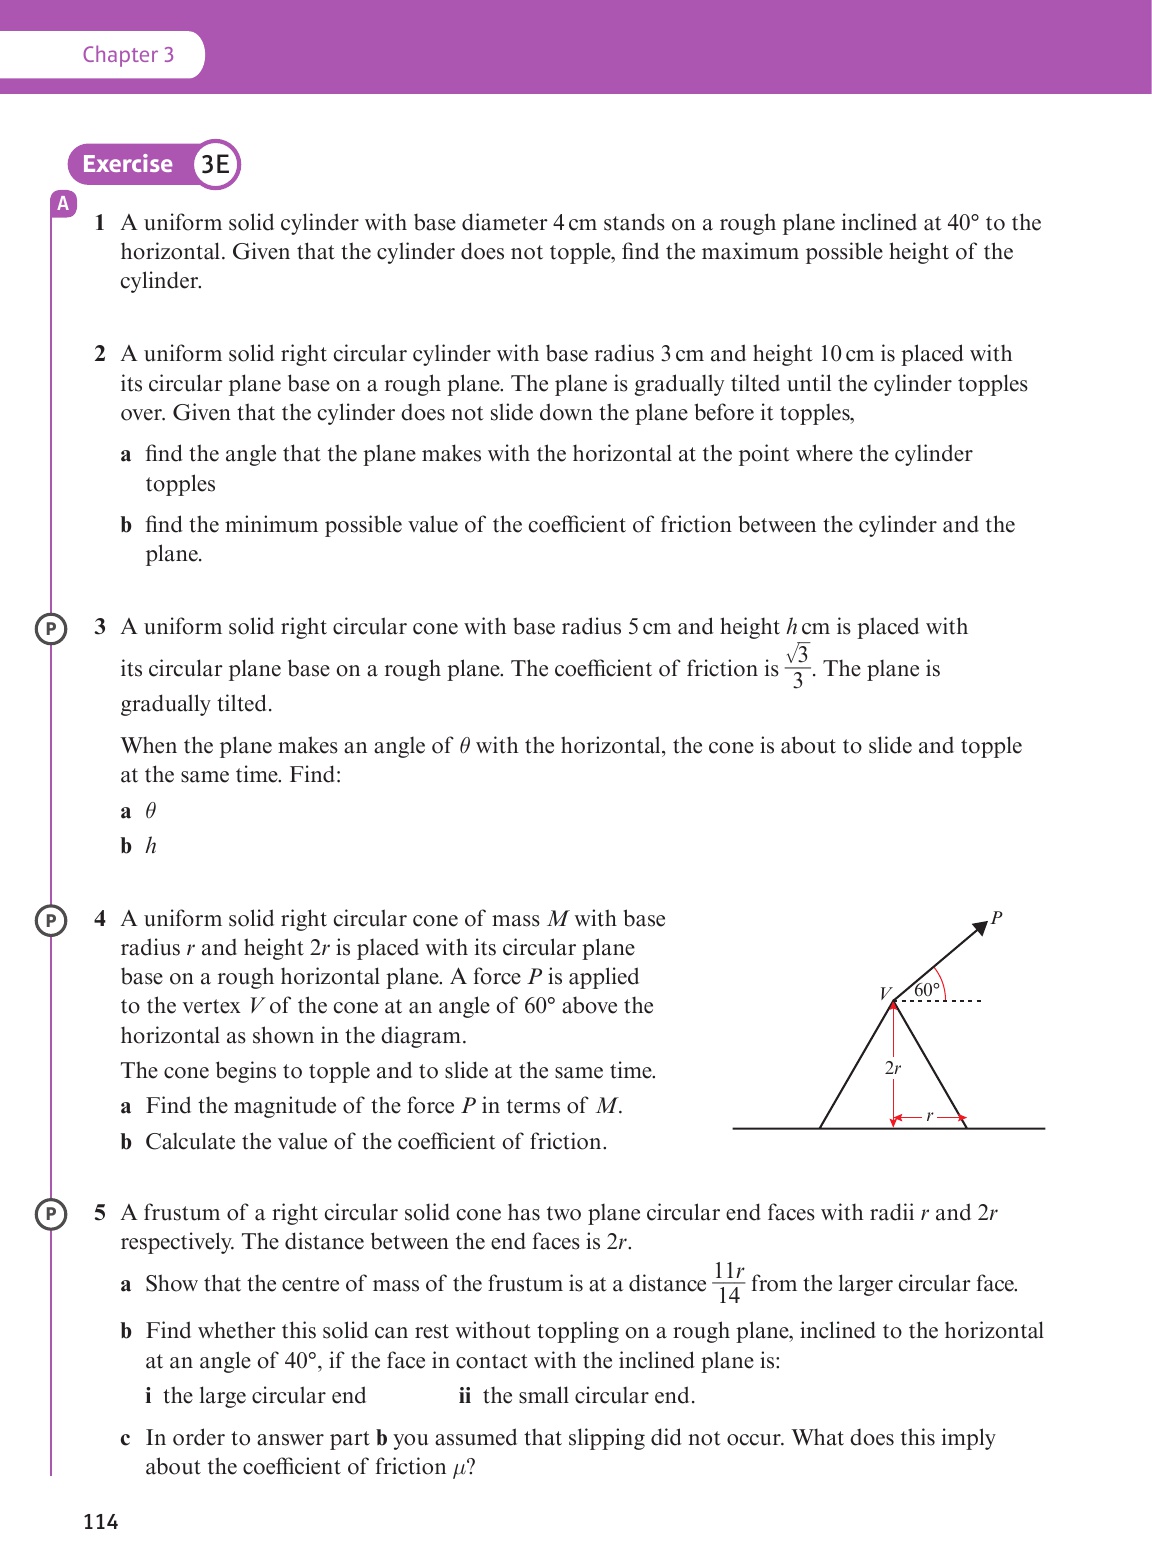 Chapter 3
Exercise 3E
A
1 A uniform solid cylinder with base diameter 4 cm stands on a rough plane inclined at 40° to the
horizontal. Given that the cylinder does not topple, find the maximum possible height of the
cylinder.
2 A uniform solid right circular cylinder with base radius 3 cm and height 10 cm is placed with
its circular plane base on a rough plane. The plane is gradually tilted until the cylinder topples
over. Given that the cylinder does not slide down the plane before it topples,
a find the angle that the plane makes with the horizontal at the point where the cylinder
topples
b find the minimum possible value of the coefficient of friction between the cylinder and the
plane.
P 3 A uniform solid right circular cone with base radius 5 cm and height h cm is placed with
its circular plane base on a rough plane. The coefficient of friction is √3/3. The plane is
gradually tilted.
When the plane makes an angle of θ with the horizontal, the cone is about to slide and topple
at the same time. Find:
a θ
b h
P 4 A uniform solid right circular cone of mass M with base
radius r and height 2r is placed with its circular plane
base on a rough horizontal plane. A force P is applied
to the vertex V of the cone at an angle of 60° above the
horizontal as shown in the diagram.
The cone begins to topple and to slide at the same time.
a Find the magnitude of the force P in terms of M.
b Calculate the value of the coefficient of friction.
P
V 60°
2r
r
P 5 A frustum of a right circular solid cone has two plane circular end faces with radii r and 2r
respectively. The distance between the end faces is 2r.
a Show that the centre of mass of the frustum is at a distance 11r/14 from the larger circular face.
b Find whether this solid can rest without toppling on a rough plane, inclined to the horizontal
at an angle of 40°, if the face in contact with the inclined plane is:
i the large circular end ii the small circular end.
c In order to answer part b you assumed that slipping did not occur. What does this imply
about the coefficient of friction μ?
114